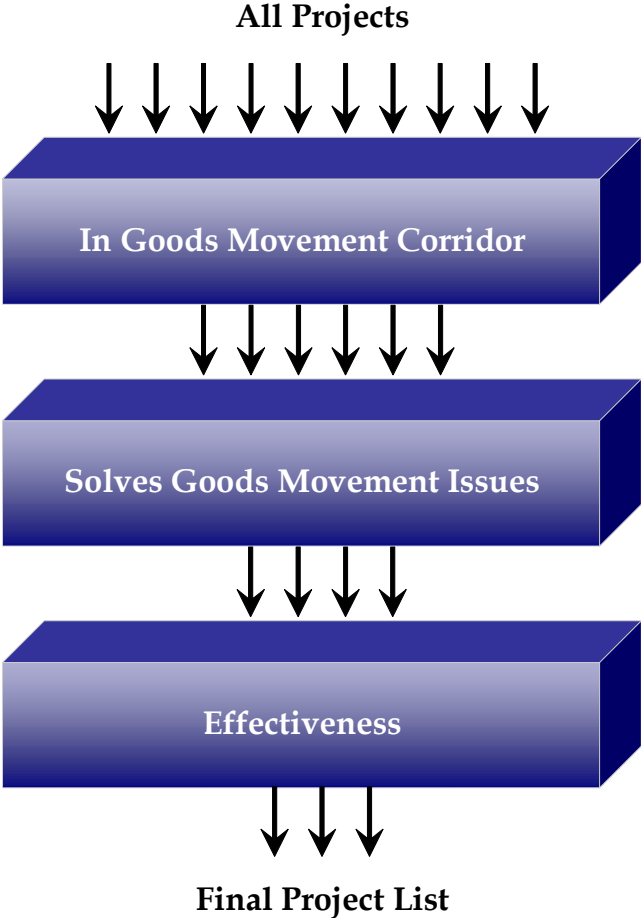 All Projects
In Goods Movement Corridor
Solves Goods Movement Issues
Effectiveness
Final Project List